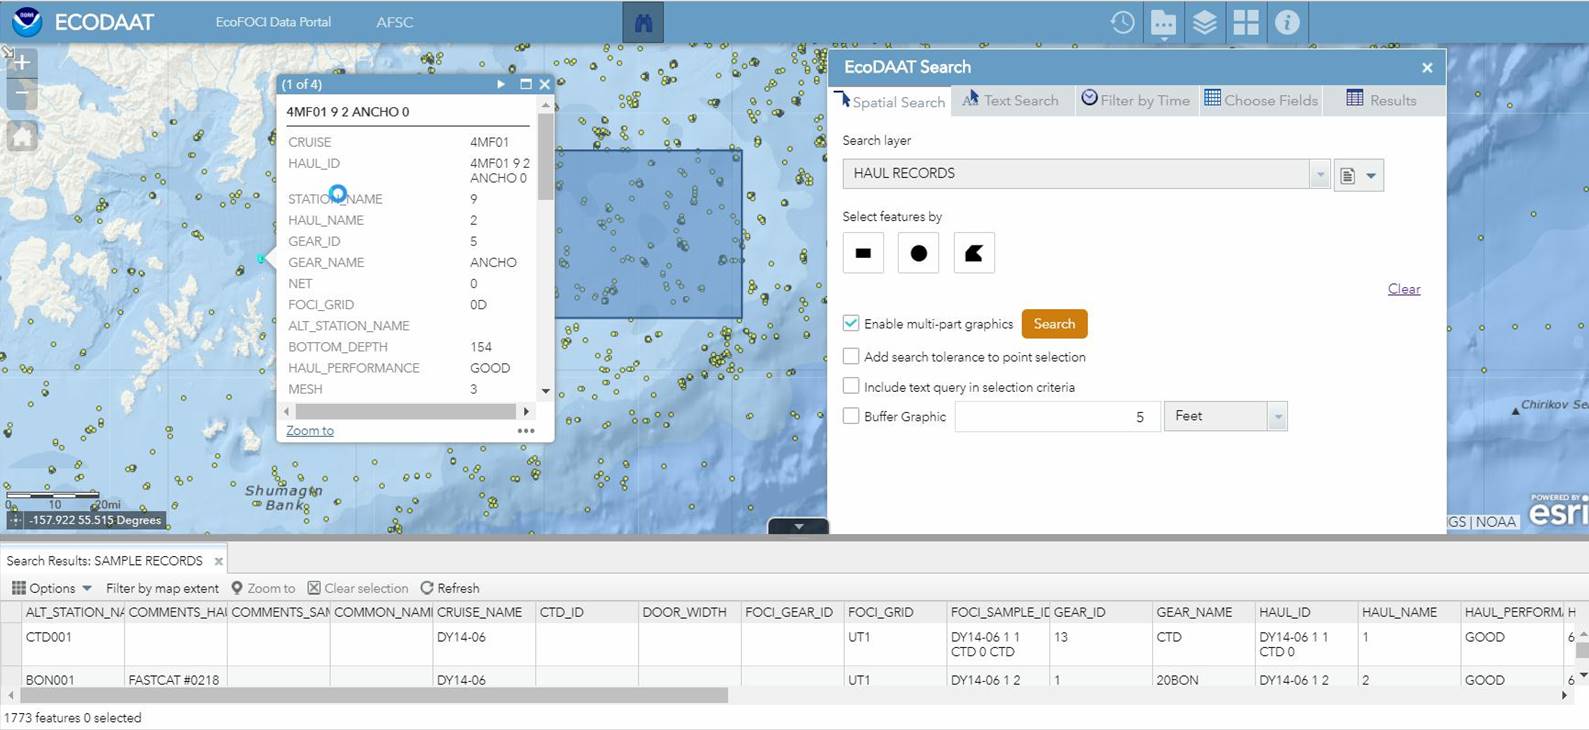 NOAA
ECODAAT
EcoFOCI Data Portal
AFSC
(1 of 4)
4MF01 9 2 ANCHO 0
CRUISE 4MF01
HAUL_ID 4MF01 9 2
ANCHO 0
STATION_NAME 9
HAUL_NAME 2
GEAR_ID 5
GEAR_NAME ANCHO
NET 0
FOCI_GRID 0D
ALT_STATION_NAME
BOTTOM_DEPTH 154
HAUL_PERFORMANCE GOOD
MESH 3
Zoom to
EcoDAAT Search
Spatial Search
Text Search
Filter by Time
Choose Fields
Results
Search layer
HAUL RECORDS
Select features by
Clear
Enable multi-part graphics Search
Add search tolerance to point selection
Include text query in selection criteria
Buffer Graphic 5 Feet
Chirikov Se
Shumagin
Bank
0 10 20mi
-157.922 55.515 Degrees
POWERED BY
esri
GS | NOAA
Search Results: SAMPLE RECORDS
Options Filter by map extent Zoom to Clear selection Refresh
ALT_STATION_NA COMMENTS_HAU COMMENTS_SAM COMMON_NAME CRUISE_NAME CTD_ID DOOR_WIDTH FOCI_GEAR_ID FOCI_GRID FOCI_SAMPLE_ID GEAR_ID GEAR_NAME HAUL_ID HAUL_NAME HAUL_PERFORMA H
CTD001 DY14-06 UT1 DY14-06 1 1 13 CTD DY14-06 1 1 1 GOOD 6
CTD 0 CTD CTD 0
BON001 FASTCAT #0218 DY14-06 UT1 DY14-06 1 2 1 20BON DY14-06 1 2 2 GOOD 6
1773 features 0 selected